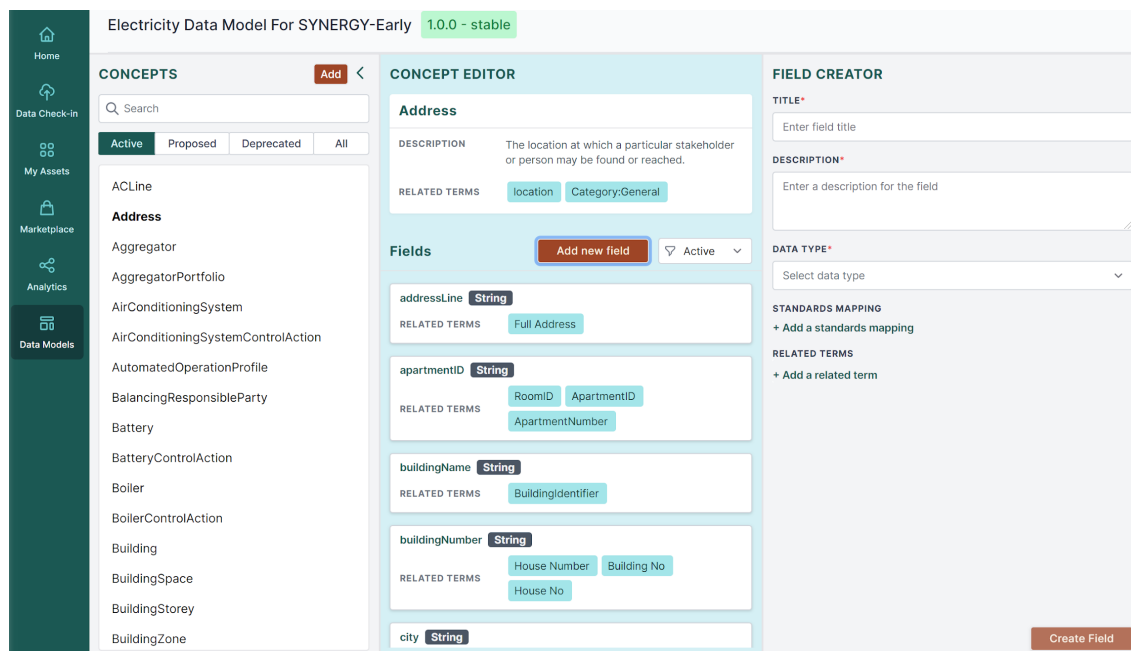 Electricity Data Model For SYNERGY-Early 1.0.0 - stable
Home
Data Check-in
My Assets
Marketplace
Analytics
Data Models
CONCEPTS Add
Search
Active Proposed Deprecated All
ACLine
Address
Aggregator
AggregatorPortfolio
AirConditioningSystem
AirConditioningSystemControlAction
AutomatedOperationProfile
BalancingResponsibleParty
Battery
BatteryControlAction
Boiler
BoilerControlAction
Building
BuildingSpace
BuildingStorey
BuildingZone
CONCEPT EDITOR
Address
DESCRIPTION The location at which a particular stakeholder
or person may be found or reached.
RELATED TERMS location Category:General
Fields Add new field Active
addressLine String
RELATED TERMS Full Address
apartmentID String
RoomID ApartmentID
RELATED TERMS
ApartmentNumber
buildingName String
RELATED TERMS BuildingIdentifier
buildingNumber String
House Number Building No
RELATED TERMS
House No
city String
FIELD CREATOR
TITLE*
Enter field title
DESCRIPTION*
Enter a description for the field
DATA TYPE*
Select data type
STANDARDS MAPPING
+ Add a standards mapping
RELATED TERMS
+ Add a related term
Create Field